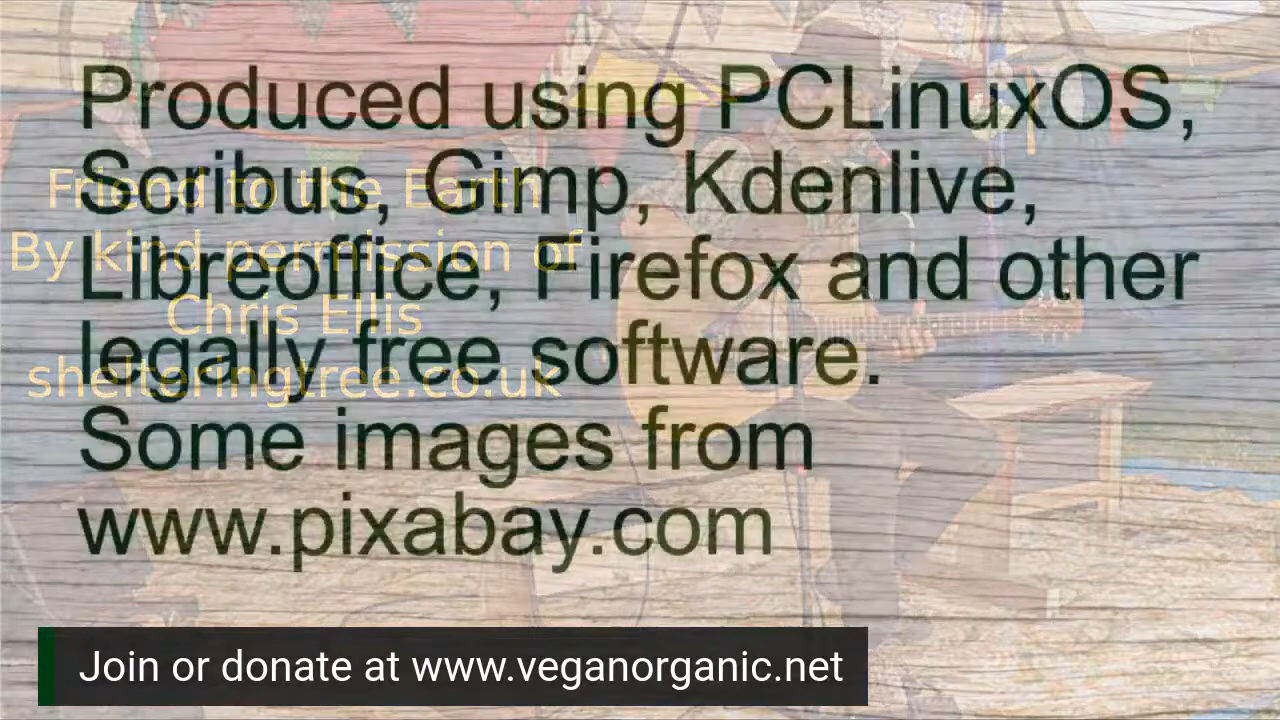 Produced using PCLinuxOS,
Scribus, Gimp, Kdenlive,
Libreoffice, Firefox and other
legally free software.
Some images from
www.pixabay.com
Friend to the Earth
By kind permission of
Chris Ellis
shelteringtree.co.uk
Join or donate at www.veganorganic.net